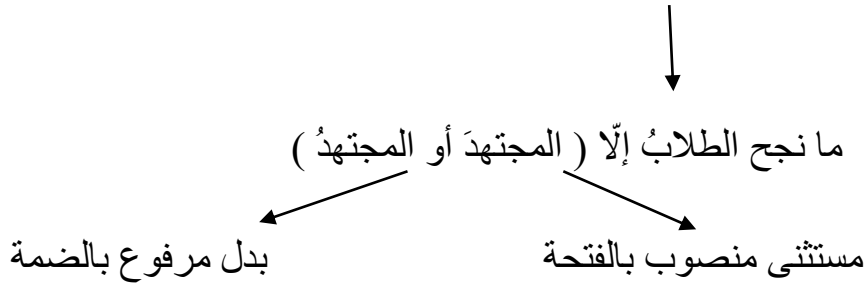 ما نجح الطلابُ إلّا ( المجتهدَ أو المجتهدُ )
مستثنى منصوب بالفتحة
بدل مرفوع بالضمة